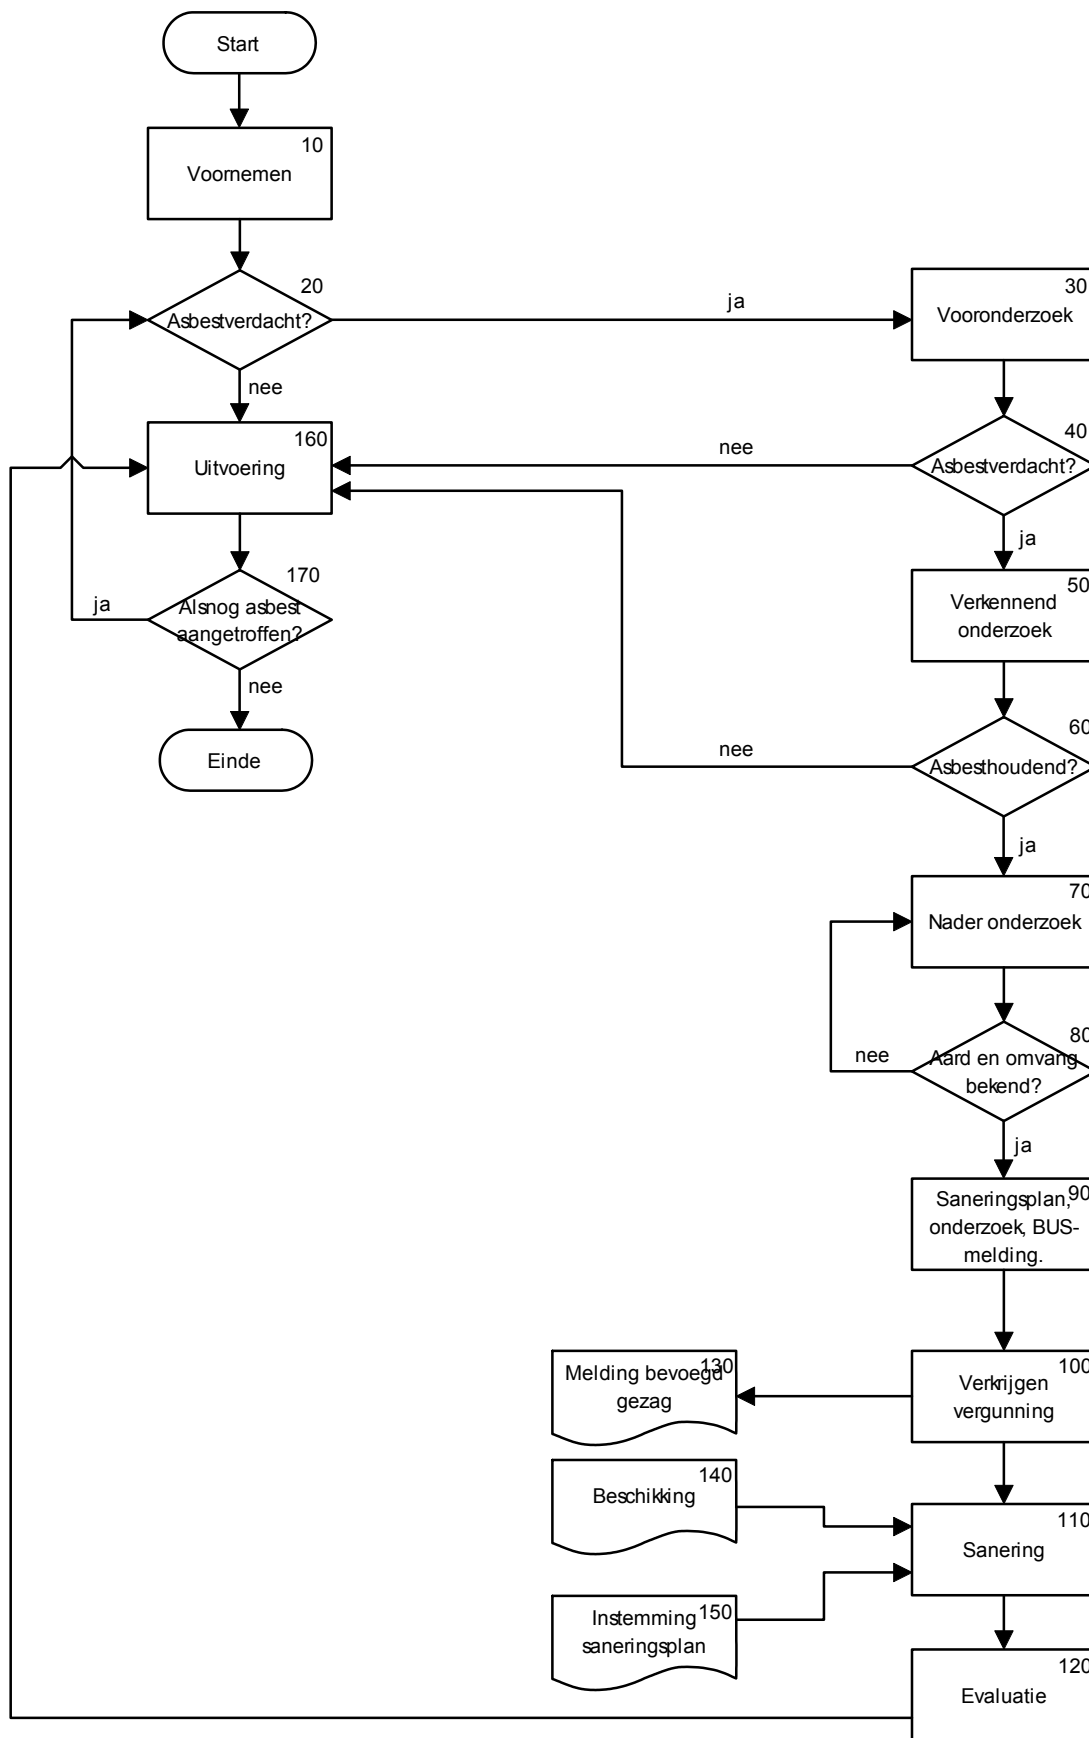 Start
10
Voornemen
20
Asbestverdacht?
ja
30
Vooronderzoek
nee
160
Uitvoering
nee
40
Asbestverdacht?
ja
170
Alsnog asbest
aangetroffen?
ja
nee
Einde
50
Verkennend
onderzoek
60
Asbesthoudend?
nee
ja
70
Nader onderzoek
80
Aard en omvang
bekend?
nee
ja
90
Saneringsplan,
onderzoek, BUS-
melding.
100
Verkrijgen
vergunning
130
Melding bevoegd
gezag
140
Beschikking
110
Sanering
150
Instemming
saneringsplan
120
Evaluatie